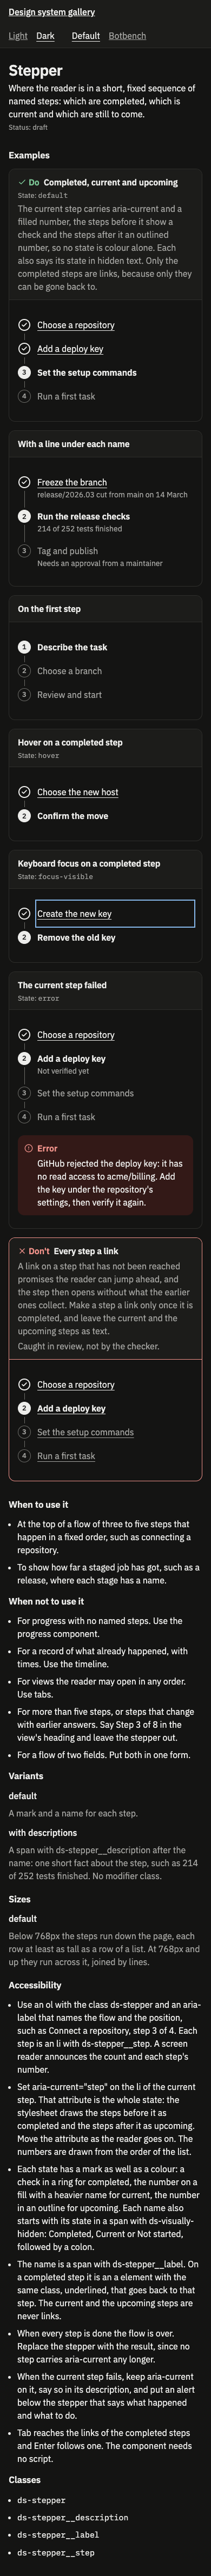 Design system gallery
Light Dark Default Botbench
Stepper
Where the reader is in a short, fixed sequence of
named steps: which are completed, which is
current and which are still to come.
Status: draft
Examples
Do Completed, current upcoming
State: default
The current step carries aria-current and a
filled number, the steps before it show a
check and the steps after it an outlined
number, so no state is colour alone. Each
also says its state in hidden text. Only the
completed steps are links, because only they
can be gone back to.
Choose a repository
Add a deploy key
3 Set the setup commands
4 Run a first task
With a line under each name
Freeze the branch
release/2026.03 cut from main on 14 March
2 Run the release checks
214 of 252 tests finished
3 Tag and publish
Needs an approval from a maintainer
On the first step
1 Describe the task
2 Choose a branch
3 Review and start
Hover on a completed step
State: hover
Choose the new host
2 Confirm the move
Keyboard focus on a completed step
State: focus-visible
Create the new key
2 Remove the old key
The current step failed
State: error
Choose a repository
2 Add a deploy key
Not verified yet
3 Set the setup commands
4 Run a first task
Error
GitHub rejected the deploy key: it has
no read access to acme/billing. Add
the key under the repository's
settings, then verify it again.
Don't Every step a link
A link on a step that has not been reached
promises the reader can jump ahead, and
the step then opens without what the earlier
ones collect. Make a step a link only once it is
completed, and leave the current and the
upcoming steps as text.
Caught in review, not by the checker.
Choose a repository
2 Add a deploy key
3 Set the setup commands
4 Run a first task
When to use it
• At the top of a flow of three to five steps that
happen in a fixed order, such as connecting a
repository.
• To show how far a staged job has got, such as a
release, where each stage has a name.
When not to use it
• For progress with no named steps. Use the
progress component.
• For a record of what already happened, with
times. Use the timeline.
• For views the reader may open in any order.
Use tabs.
• For more than five steps, or steps that change
with earlier answers. Say Step 3 of 8 in the
view's heading and leave the stepper out.
• For a flow of two fields. Put both in one form.
Variants
default
A mark and a name for each step.
with descriptions
A span with ds-stepper__description after the
name: one short fact about the step, such as 214
of 252 tests finished. No modifier class.
Sizes
default
Below 768px the steps run down the page, each
row at least as tall as a row of a list. At 768px and
up they run across it, joined by lines.
Accessibility
• Use an ol with the class ds-stepper and an aria-
label that names the flow and the position,
such as Connect a repository, step 3 of 4. Each
step is an li with ds-stepper__step. A screen
reader announces the count and each step's
number.
• Set aria-current="step" on the li of the current
step. That attribute is the whole state: the
stylesheet draws the steps before it as
completed and the steps after it as upcoming.
Move the attribute as the reader goes on. The
numbers are drawn from the order of the list.
• Each state has a mark as well as a colour: a
check in a ring for completed, the number on a
fill with a heavier name for current, the number
in an outline for upcoming. Each name also
starts with its state in a span with ds-visually-
hidden: Completed, Current or Not started,
followed by a colon.
• The name is a span with ds-stepper__label. On
a completed step it is an a element with the
same class, underlined, that goes back to that
step. The current and the upcoming steps are
never links.
• When every step is done the flow is over.
Replace the stepper with the result, since no
step carries aria-current any longer.
• When the current step fails, keep aria-current
on it, say so in its description, and put an alert
below the stepper that says what happened
and what to do.
• Tab reaches the links of the completed steps
and Enter follows one. The component needs
no script.
Classes
• ds-stepper
• ds-stepper__description
• ds-stepper__label
• ds-stepper__step